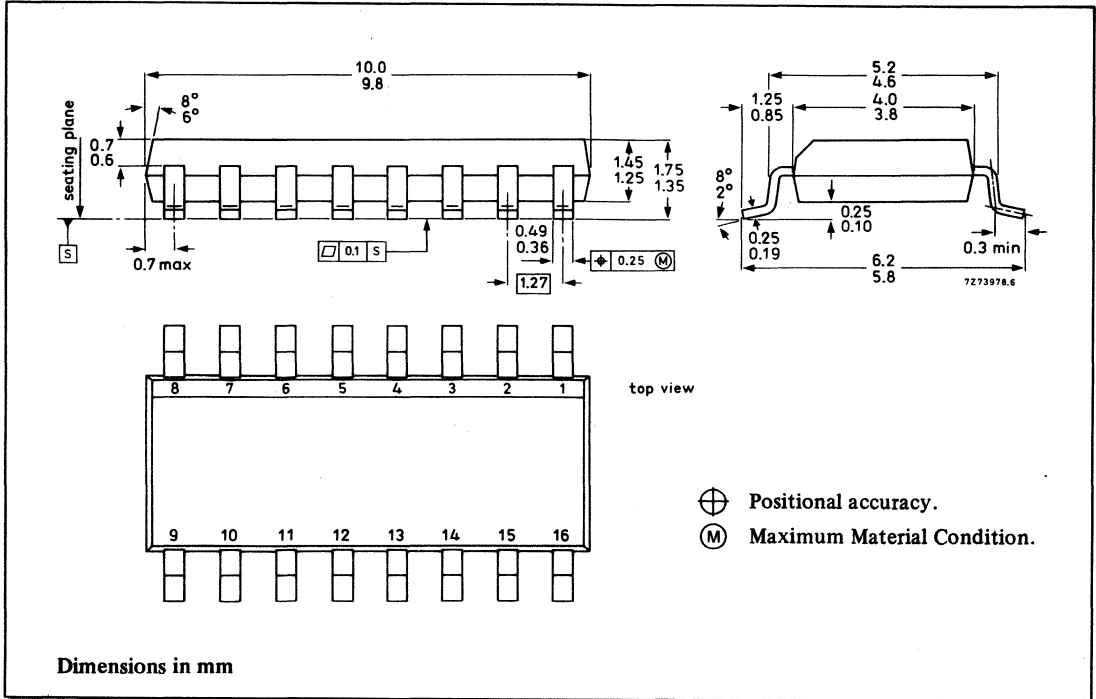 10.0
9.8
8°
6°
seating plane
0.7
0.6
1.45
1.25
1.75
1.35
S
0.7 max
0.1 S
0.49
0.36
0.25 M
1.27
5.2
4.6
1.25
0.85
4.0
3.8
8°
2°
0.25
0.10
0.25
0.19
0.3 min
6.2
5.8
7Z73978.6
8 7 6 5 4 3 2 1
top view
9 10 11 12 13 14 15 16
Positional accuracy.
M Maximum Material Condition.
Dimensions in mm